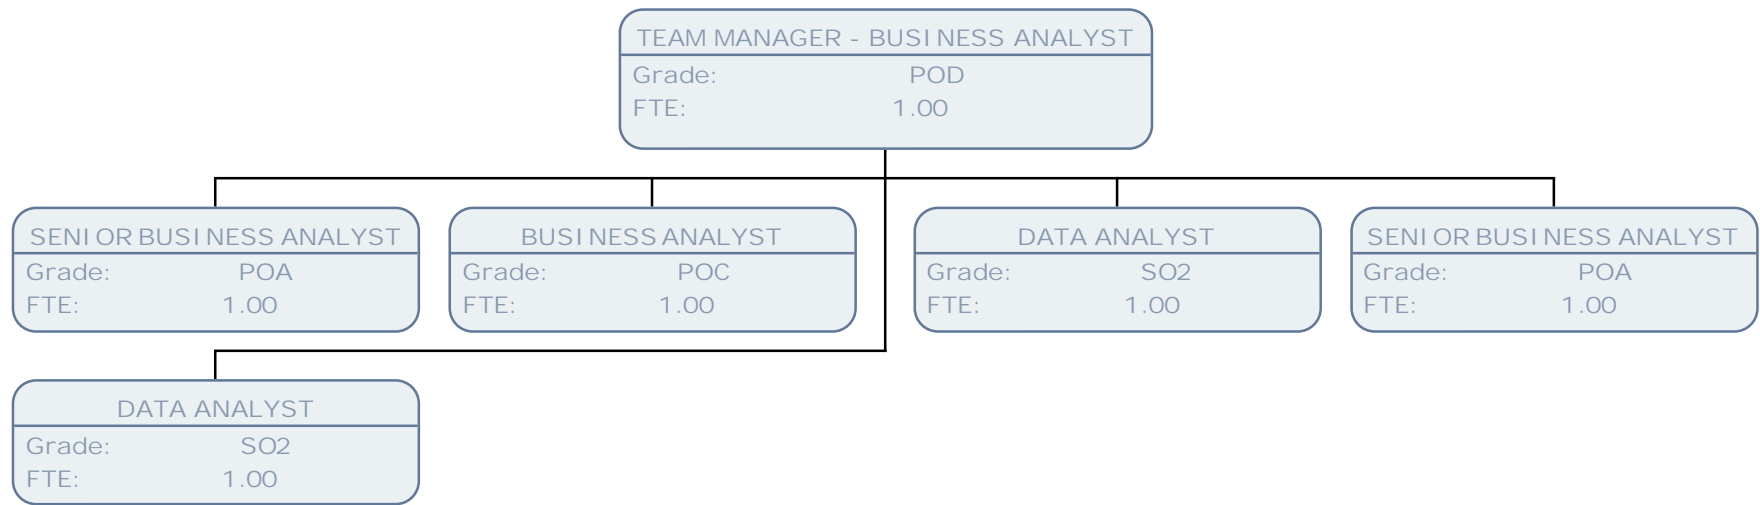 TEAM MANAGER - BUSINESS ANALYST
Grade: POD
FTE: 1.00
SENIOR BUSINESS ANALYST
Grade: POA
FTE: 1.00
BUSINESS ANALYST
Grade: POC
FTE: 1.00
DATA ANALYST
Grade: SO2
FTE: 1.00
SENIOR BUSINESS ANALYST
Grade: POA
FTE: 1.00
DATA ANALYST
Grade: SO2
FTE: 1.00